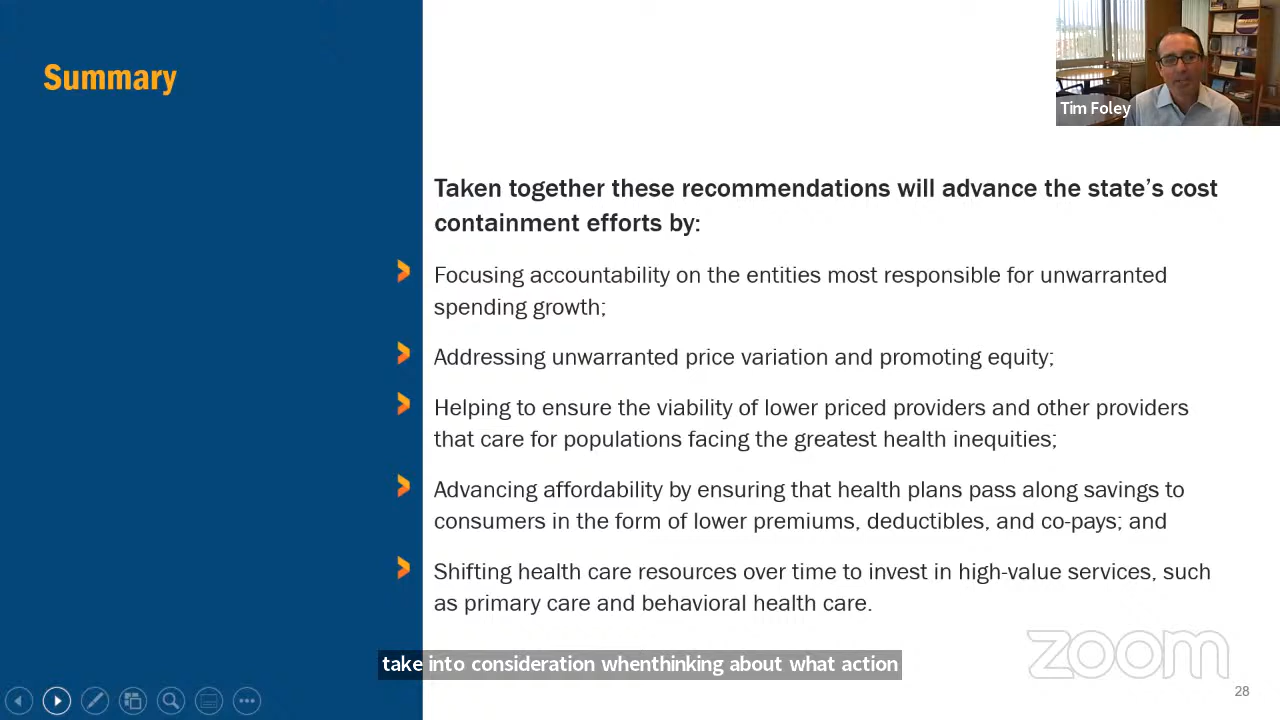 Summary
Tim Foley
Taken together these recommendations will advance the state's cost
containment efforts by:
Focusing accountability on the entities most responsible for unwarranted
spending growth;
Addressing unwarranted price variation and promoting equity;
Helping to ensure the viability of lower priced providers and other providers
that care for populations facing the greatest health inequities;
Advancing affordability by ensuring that health plans pass along savings to
consumers in the form of lower premiums, deductibles, and co-pays; and
Shifting health care resources over time to invest in high-value services, such
as primary care and behavioral health care.
take into consideration whenthinking about what action
zoom
28